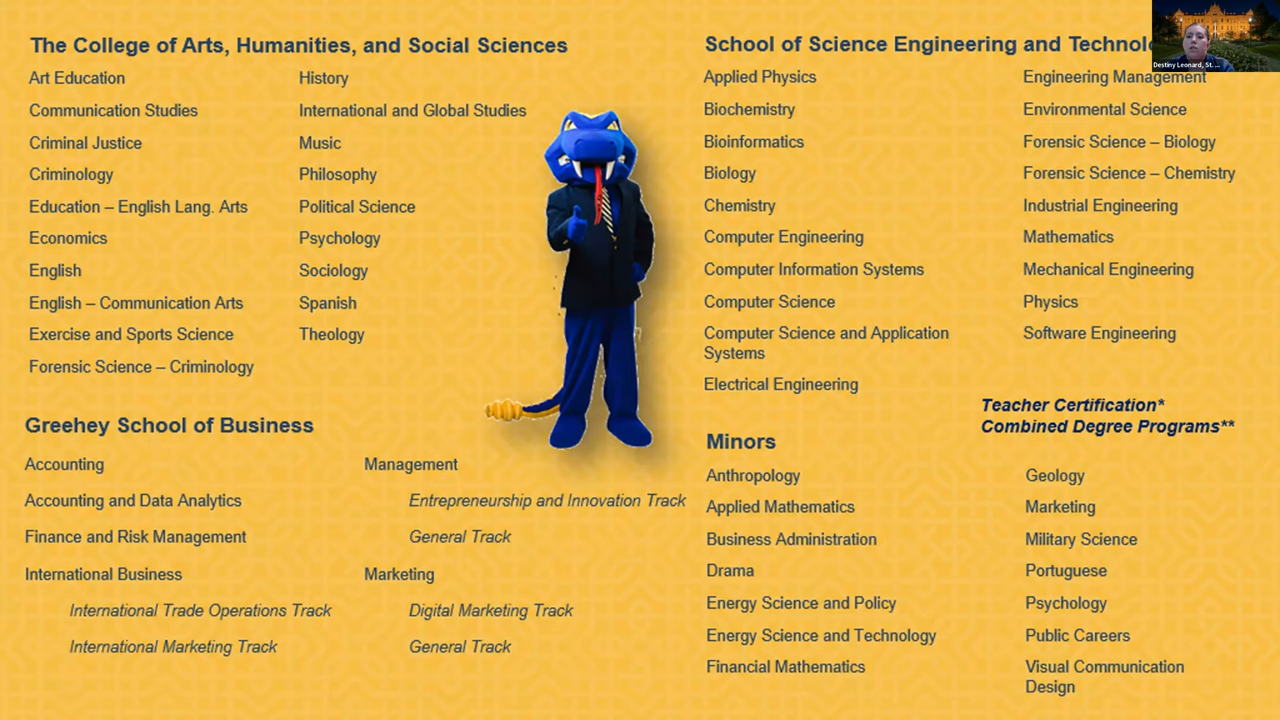 The College of Arts, Humanities, and Social Sciences
Art Education
Communication Studies
Criminal Justice
Criminology
Education – English Lang. Arts
Economics
English
English – Communication Arts
Exercise and Sports Science
Forensic Science – Criminology
History
International and Global Studies
Music
Philosophy
Political Science
Psychology
Sociology
Spanish
Theology
Greehey School of Business
Accounting
Accounting and Data Analytics
Finance and Risk Management
International Business
International Trade Operations Track
International Marketing Track
Management
Entrepreneurship and Innovation Track
General Track
Marketing
Digital Marketing Track
General Track
School of Science Engineering and Technolo
Applied Physics
Biochemistry
Bioinformatics
Biology
Chemistry
Computer Engineering
Computer Information Systems
Computer Science
Computer Science and Application
Systems
Electrical Engineering
Engineering Management
Environmental Science
Forensic Science – Biology
Forensic Science – Chemistry
Industrial Engineering
Mathematics
Mechanical Engineering
Physics
Software Engineering
Teacher Certification*
Combined Degree Programs**
Minors
Anthropology
Applied Mathematics
Business Administration
Drama
Energy Science and Policy
Energy Science and Technology
Financial Mathematics
Geology
Marketing
Military Science
Portuguese
Psychology
Public Careers
Visual Communication
Design
Destiny Leonard, St. ...